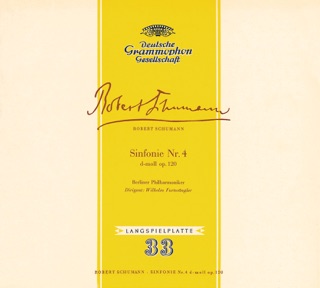 Deutsche
Grammophon
Gesellschaft
Robert Schumann
ROBERT SCHUMANN
Sinfonie Nr. 4
d-moll op. 120
Berliner Philharmoniker
Dirigent: Wilhelm Furtwängler
LANGSPIELPLATTE
33
ROBERT SCHUMANN - SINFONIE Nr. 4 d-moll op. 120